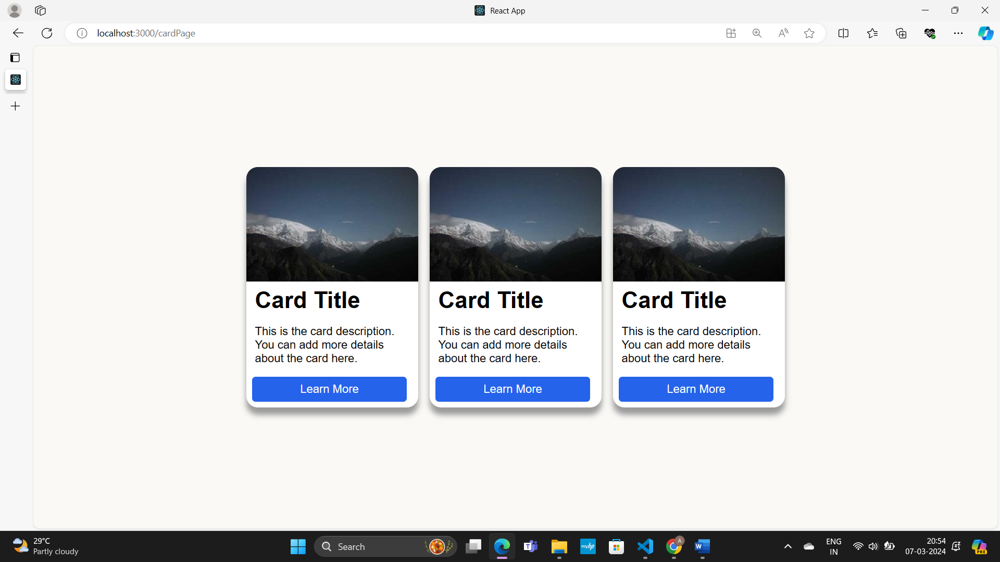 React App
localhost:3000/cardPage
Card Title
This is the card description.
You can add more details
about the card here.
Learn More
Card Title
This is the card description.
You can add more details
about the card here.
Learn More
Card Title
This is the card description.
You can add more details
about the card here.
Learn More
29°C
Partly cloudy
Search
myhp
A
ENG
IN
20:54
07-03-2024
PRE